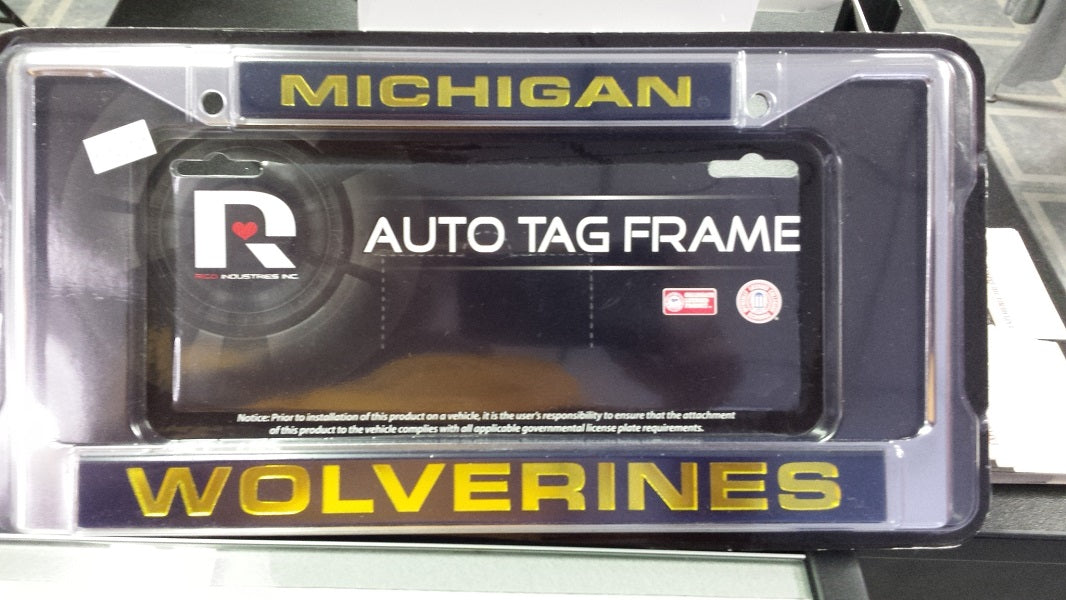 MICHIGAN
AUTO TAG FRAME
RICO INDUSTRIES INC.
Notice: Prior to installation of this product on a vehicle, it is the user's responsibility to ensure that the attachment
of this product to the vehicle complies with all applicable governmental license plate requirements.
WOLVERINES